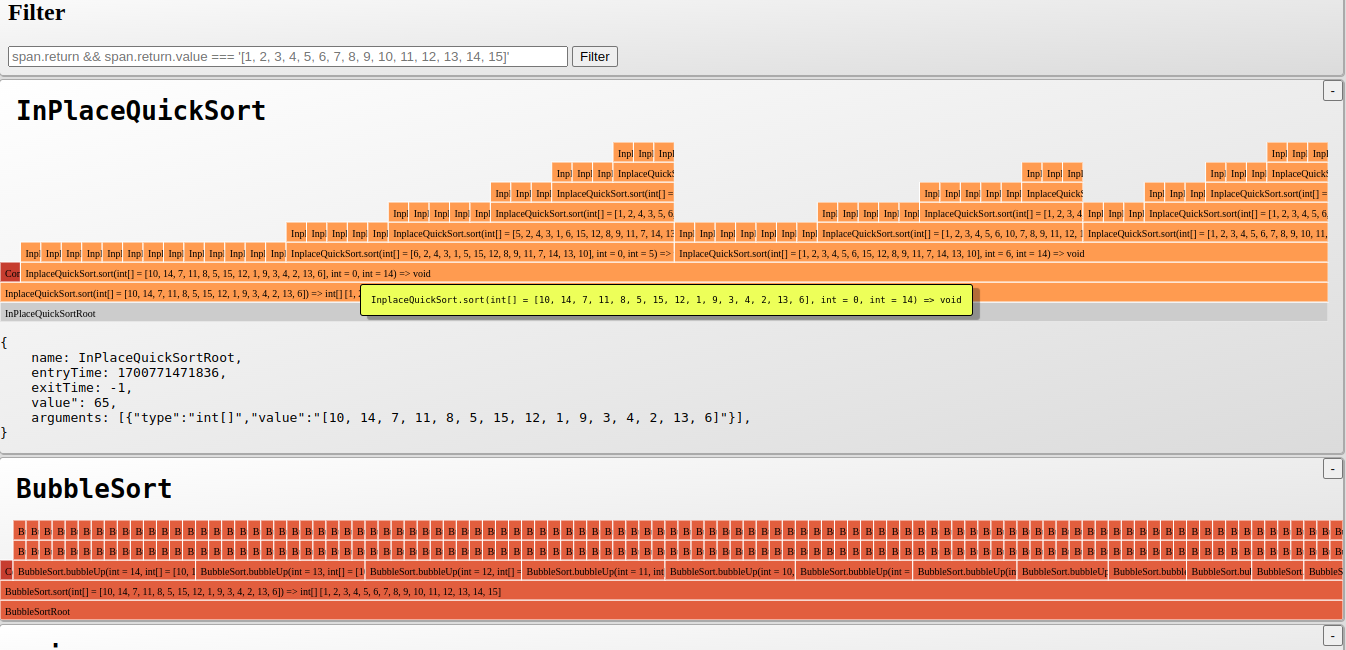 Filter
span.return && span.return.value === '[1, 2, 3, 4, 5, 6, 7, 8, 9, 10, 11, 12, 13, 14, 15]' Filter
-
InPlaceQuickSort
Inpl Inpl Inpl Inpl Inpl Inpl
Inpl Inpl Inpl InplaceQuickS Inpl Inpl Inpl Inpl Inpl Inpl InplaceQuickS
Inpl Inpl Inpl InplaceQuickSort.sort(int[] = Inpl Inpl Inpl Inpl Inpl InplaceQuickS Inpl Inpl Inpl InplaceQuickSort.sort(int[] =
Inpl Inpl Inpl Inpl Inpl InplaceQuickSort.sort(int[] = [1, 2, 4, 3, 5, 6 Inpl Inpl Inpl Inpl Inpl InplaceQuickSort.sort(int[] = [1, 2, 3, 4 Inpl Inpl Inpl InplaceQuickSort.sort(int[] = [1, 2, 3, 4, 5, 6,
Inpl Inpl Inpl Inpl Inpl InplaceQuickSort.sort(int[] = [5, 2, 4, 3, 1, 6, 15, 12, 8, 9, 11, 7, 14, 13 Inpl Inpl Inpl Inpl Inpl Inpl Inpl InplaceQuickSort.sort(int[] = [1, 2, 3, 4, 5, 6, 10, 7, 8, 9, 11, 12, 1 InplaceQuickSort.sort(int[] = [1, 2, 3, 4, 5, 6, 7, 8, 9, 10, 11,
Inpl Inpl Inpl Inpl Inpl Inpl Inpl Inpl Inpl Inpl Inpl Inpl Inpl InplaceQuickSort.sort(int[] = [6, 2, 4, 3, 1, 5, 15, 12, 8, 9, 11, 7, 14, 13, 10], int = 0, int = 5) => InplaceQuickSort.sort(int[] = [1, 2, 3, 4, 5, 6, 15, 12, 8, 9, 11, 7, 14, 13, 10], int = 6, int = 14) => void
Cor InplaceQuickSort.sort(int[] = [10, 14, 7, 11, 8, 5, 15, 12, 1, 9, 3, 4, 2, 13, 6], int = 0, int = 14) => void
InplaceQuickSort.sort(int[] = [10, 14, 7, 11, 8, 5, 15, 12, 1, 9, 3, 4, 2, 13, 6]) => int[] [1, 2
InplaceQuickSort.sort(int[] = [10, 14, 7, 11, 8, 5, 15, 12, 1, 9, 3, 4, 2, 13, 6], int = 0, int = 14) => void
InPlaceQuickSortRoot
{
name: InPlaceQuickSortRoot,
entryTime: 1700771471836,
exitTime: -1,
value": 65,
arguments: [{"type":"int[]","value":"[10, 14, 7, 11, 8, 5, 15, 12, 1, 9, 3, 4, 2, 13, 6]"}],
}
-
BubbleSort
C BubbleSort.bubbleUp(int = 14, int[] = [10, 1 BubbleSort.bubbleUp(int = 13, int[] = [1 BubbleSort.bubbleUp(int = 12, int[] = BubbleSort.bubbleUp(int = 11, int BubbleSort.bubbleUp(int = 10, BubbleSort.bubbleUp(int = BubbleSort.bubbleUp(in BubbleSort.bubbleUp BubbleSort.bubbl BubbleSort.bul BubbleSort BubbleS
BubbleSort.sort(int[] = [10, 14, 7, 11, 8, 5, 15, 12, 1, 9, 3, 4, 2, 13, 6]) => int[] [1, 2, 3, 4, 5, 6, 7, 8, 9, 10, 11, 12, 13, 14, 15]
BubbleSortRoot
-